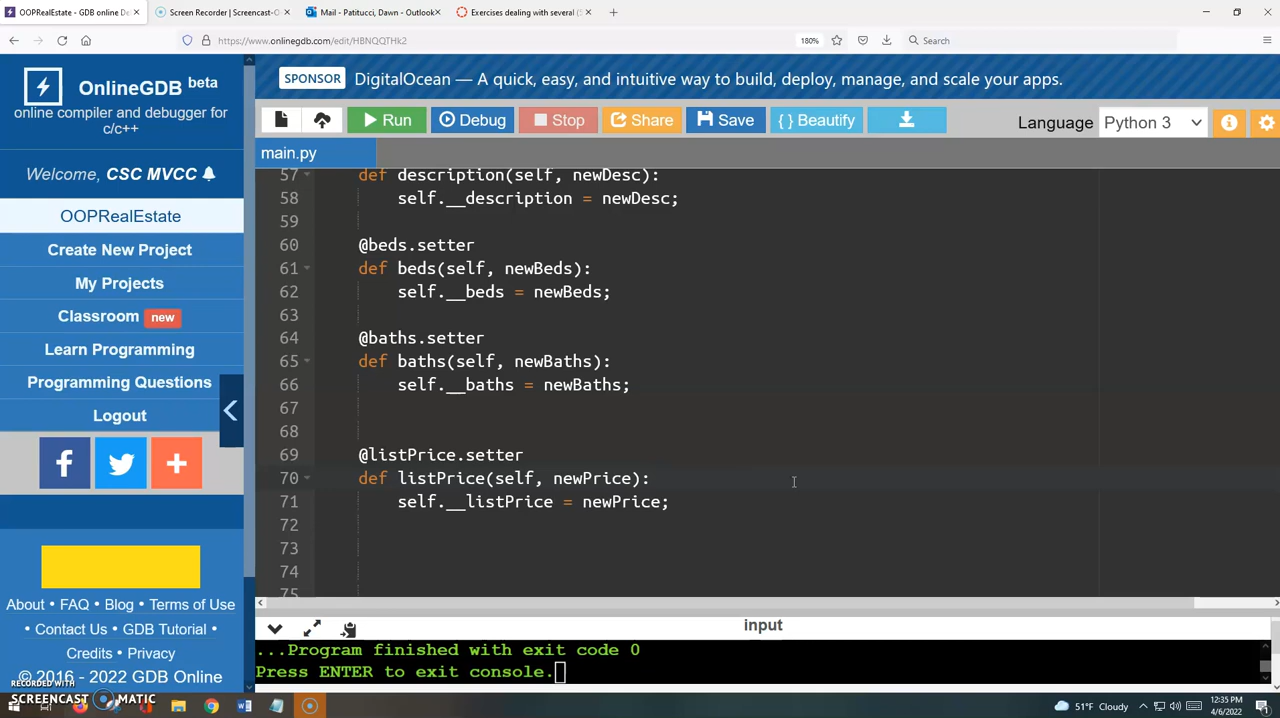 OOPRealEstate - GDB online De
Screen Recorder | Screencast-O
Mail - Patitucci, Dawn - Outlook
Exercises dealing with several (S
https://www.onlinegdb.com/edit/HBNQQTHk2
180%
Search
OnlineGDB beta
online compiler and debugger for
c/c++
Welcome, CSC MVCC
OOPRealEstate
Create New Project
My Projects
Classroom new
Learn Programming
Programming Questions
Logout
About • FAQ • Blog • Terms of Use
• Contact Us • GDB Tutorial •
Credits • Privacy
© 2016 - 2022 GDB Online
SPONSOR DigitalOcean — A quick, easy, and intuitive way to build, deploy, manage, and scale your apps.
Run Debug Stop Share Save { } Beautify Language Python 3
main.py
57 def description(self, newDesc):
58 self.__description = newDesc;
59
60 @beds.setter
61 def beds(self, newBeds):
62 self.__beds = newBeds;
63
64 @baths.setter
65 def baths(self, newBaths):
66 self.__baths = newBaths;
67
68
69 @listPrice.setter
70 def listPrice(self, newPrice):
71 self.__listPrice = newPrice;
72
73
74
75
input
...Program finished with exit code 0
Press ENTER to exit console.
RECORDED WITH
SCREENCAST MATIC
51°F Cloudy
12:35 PM
4/6/2022